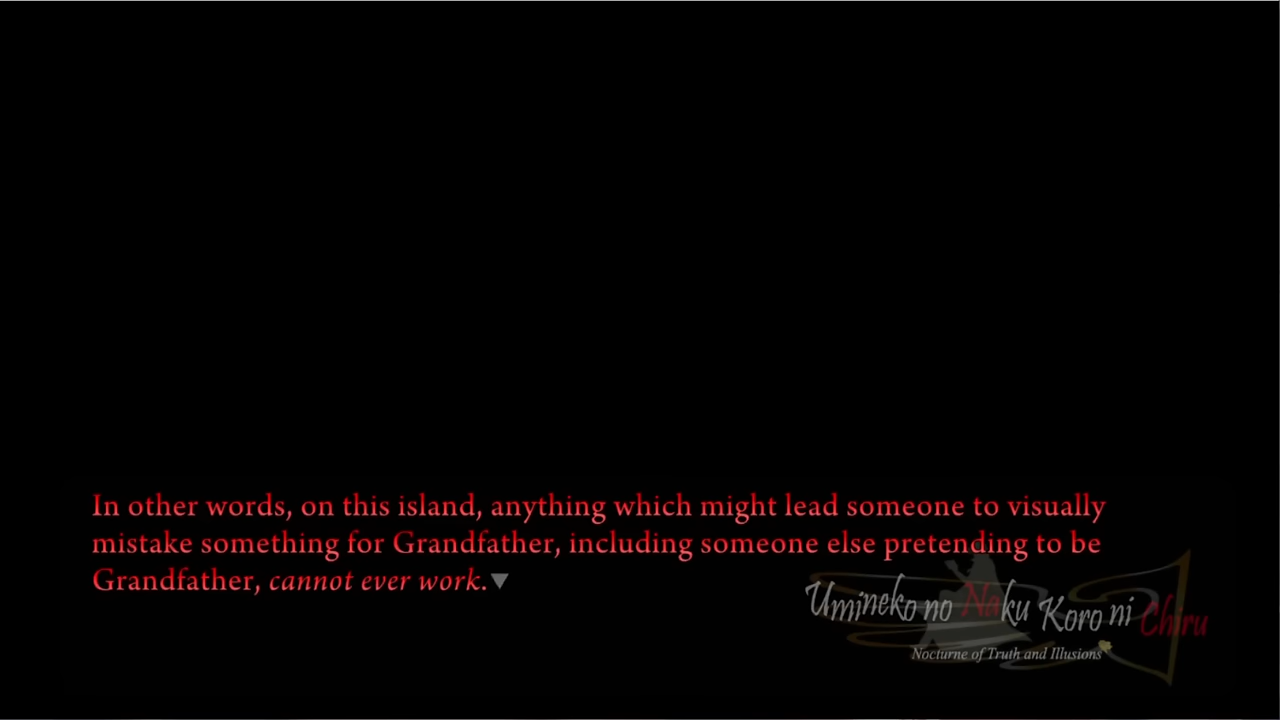 In other words, on this island, anything which might lead someone to visually
mistake something for Grandfather, including someone else pretending to be
Grandfather, cannot ever work.
Umineko no Naku Koro ni Chiru
Nocturne of Truth and Illusions